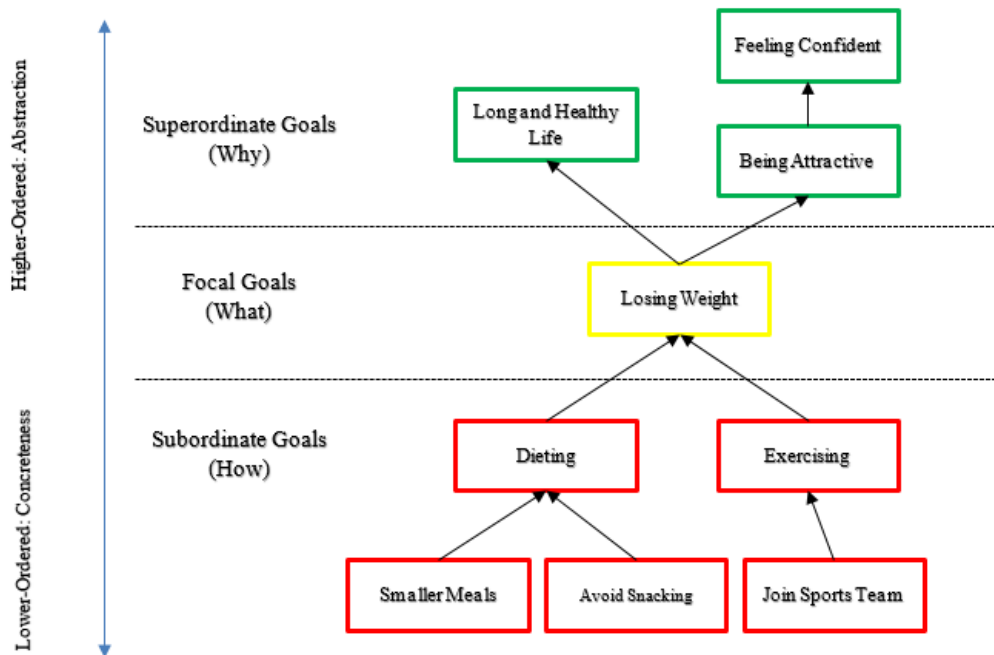 Higher-Ordered: Abstraction
Lower-Ordered: Concreteness
Superordinate Goals
(Why)
Feeling Confident
Long and Healthy
Life
Being Attractive
Focal Goals
(What)
Losing Weight
Subordinate Goals
(How)
Dieting
Exercising
Smaller Meals
Avoid Snacking
Join Sports Team